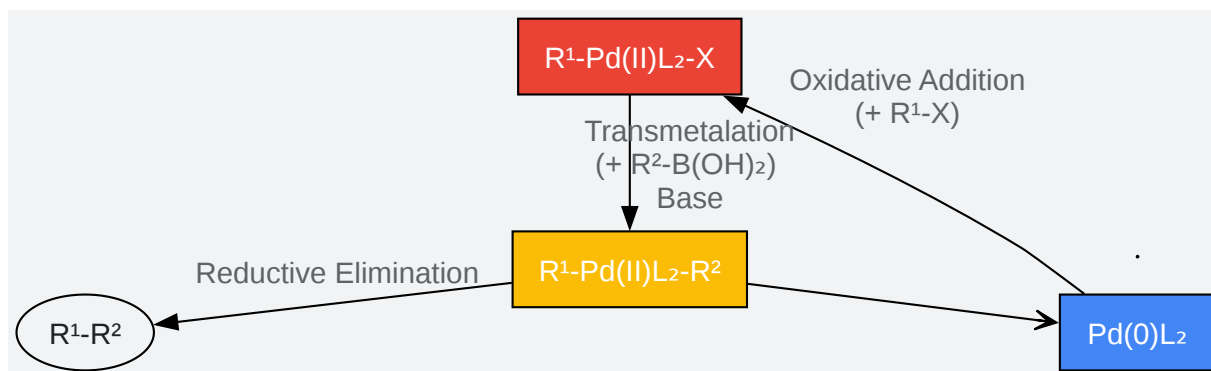 R¹-Pd(II)L₂-X
Oxidative Addition
(+ R¹-X)
Transmetalation
(+ R²-B(OH)₂)
Base
R¹-Pd(II)L₂-R²
Reductive Elimination
R¹-R²
Pd(0)L₂